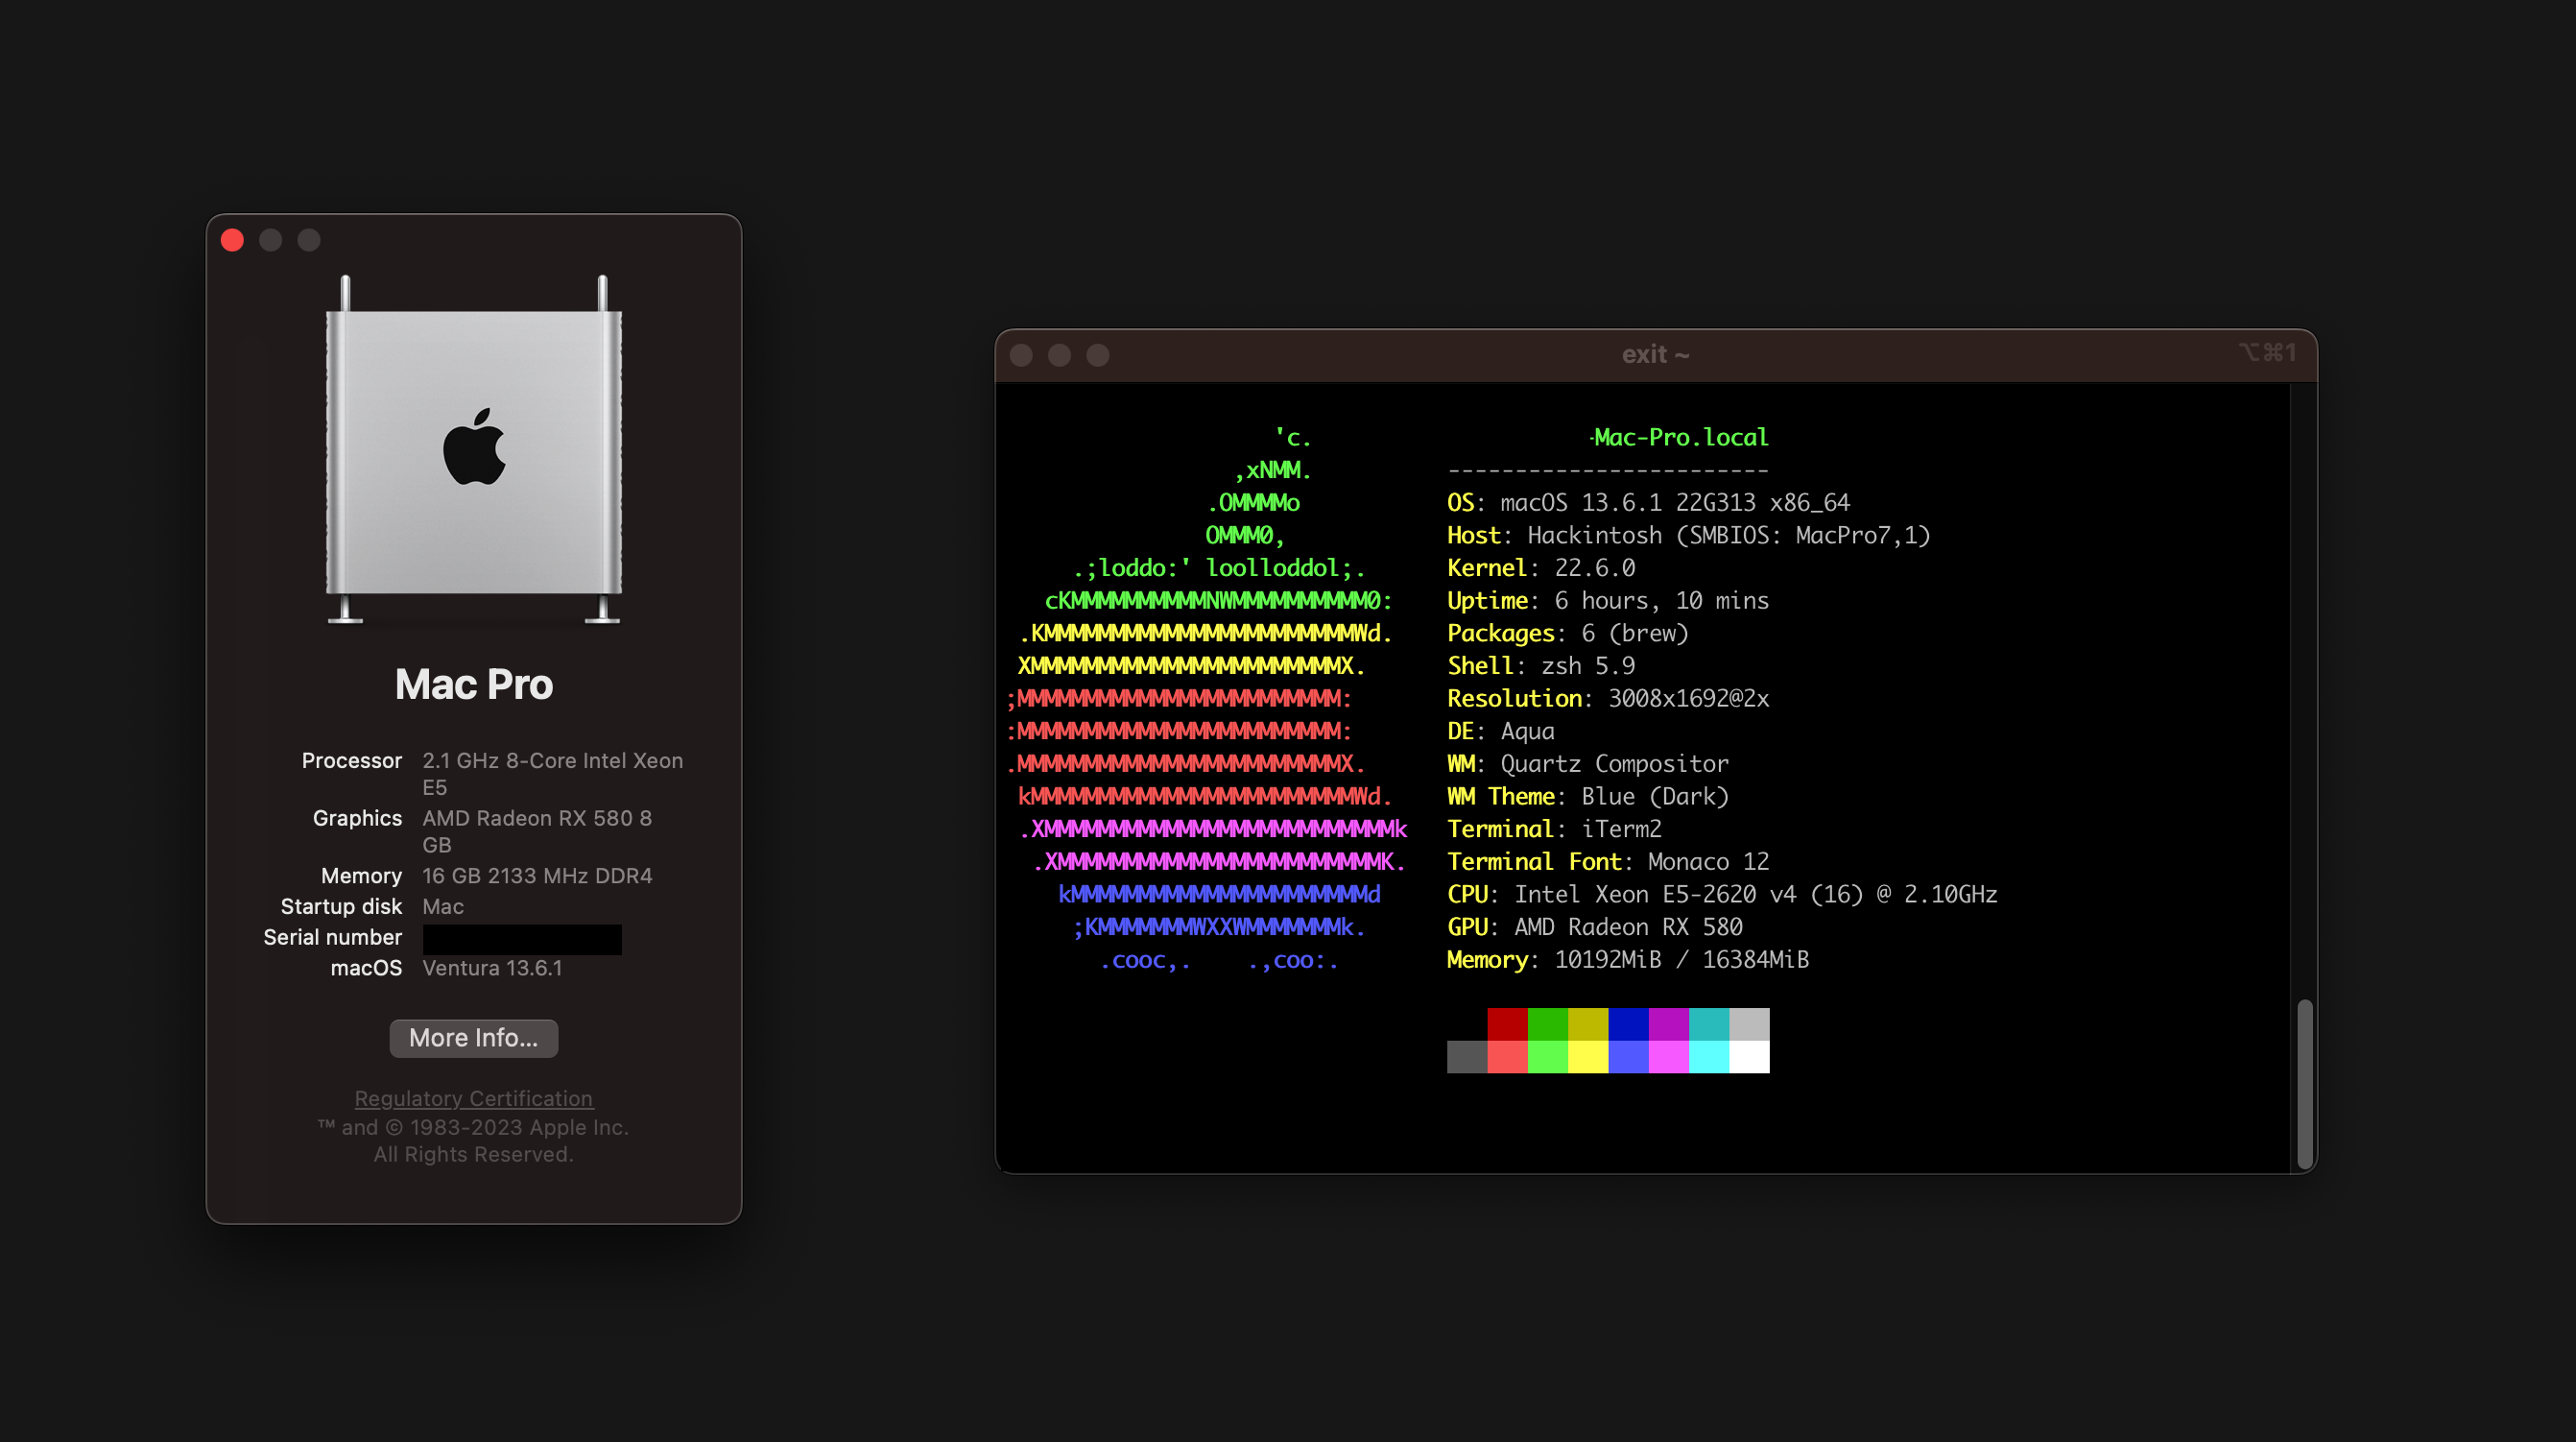 Mac Pro
Processor 2.1 GHz 8-Core Intel Xeon
E5
Graphics AMD Radeon RX 580 8
GB
Memory 16 GB 2133 MHz DDR4
Startup disk Mac
Serial number
macOS Ventura 13.6.1
More Info...
Regulatory Certification
™ and © 1983-2023 Apple Inc.
All Rights Reserved.
exit ~ ⌥⌘1
'c. -Mac-Pro.local
,xNMM. ------------------------
.OMMMMo OS: macOS 13.6.1 22G313 x86_64
OMMM0, Host: Hackintosh (SMBIOS: MacPro7,1)
.;loddo:' loolloddol;. Kernel: 22.6.0
cKMMMMMMMMMMNWMMMMMMMMMM0: Uptime: 6 hours, 10 mins
.KMMMMMMMMMMMMMMMMMMMMMMMWd. Packages: 6 (brew)
XMMMMMMMMMMMMMMMMMMMMMMMX. Shell: zsh 5.9
;MMMMMMMMMMMMMMMMMMMMMMMM: Resolution: 3008x1692@2x
:MMMMMMMMMMMMMMMMMMMMMMMM: DE: Aqua
.MMMMMMMMMMMMMMMMMMMMMMMMX. WM: Quartz Compositor
kMMMMMMMMMMMMMMMMMMMMMMMMWd. WM Theme: Blue (Dark)
.XMMMMMMMMMMMMMMMMMMMMMMMMMMk Terminal: iTerm2
.XMMMMMMMMMMMMMMMMMMMMMMMMK. Terminal Font: Monaco 12
kMMMMMMMMMMMMMMMMMMMMMMd CPU: Intel Xeon E5-2620 v4 (16) @ 2.10GHz
;KMMMMMMMWXXWMMMMMMMk. GPU: AMD Radeon RX 580
.cooc,. .,coo:. Memory: 10192MiB / 16384MiB